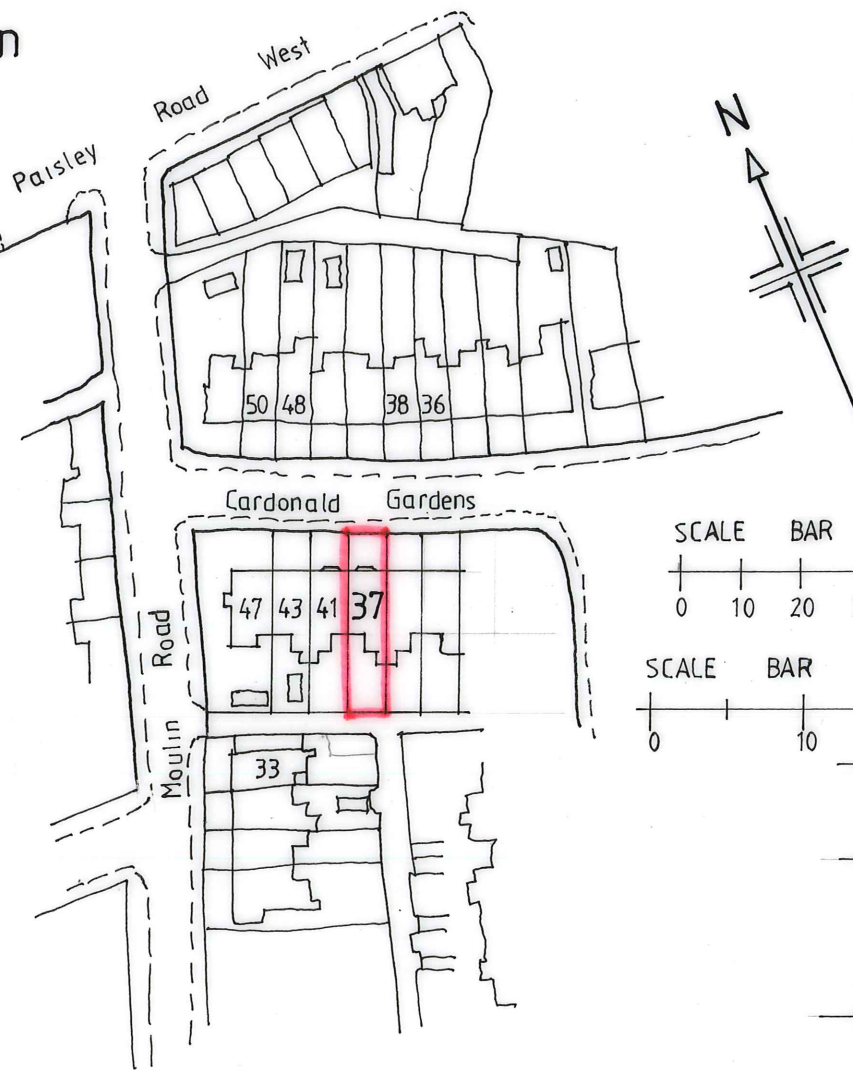 n
Paisley Road West
N
50 48 38 36
Cardonald Gardens
SCALE BAR
0 10 20
47 43 41 37
SCALE BAR
0 10
Moulin Road
33